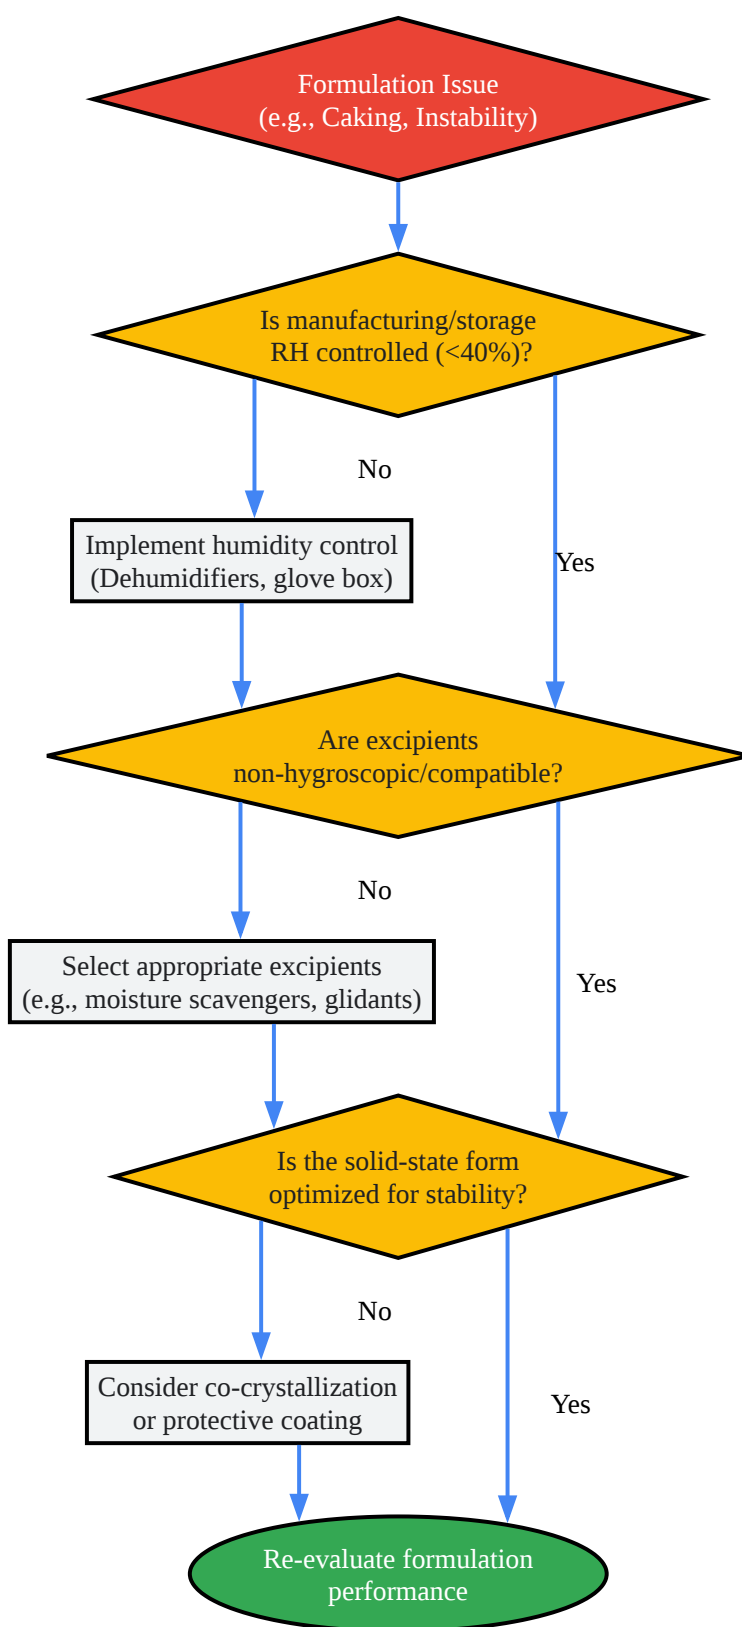 Formulation Issue
(e.g., Caking, Instability)
Is manufacturing/storage
RH controlled (<40%)?
No
Implement humidity control
(Dehumidifiers, glove box)
Yes
Are excipients
non-hygroscopic/compatible?
No
Select appropriate excipients
(e.g., moisture scavengers, glidants)
Yes
Is the solid-state form
optimized for stability?
No
Consider co-crystallization
or protective coating
Yes
Re-evaluate formulation
performance